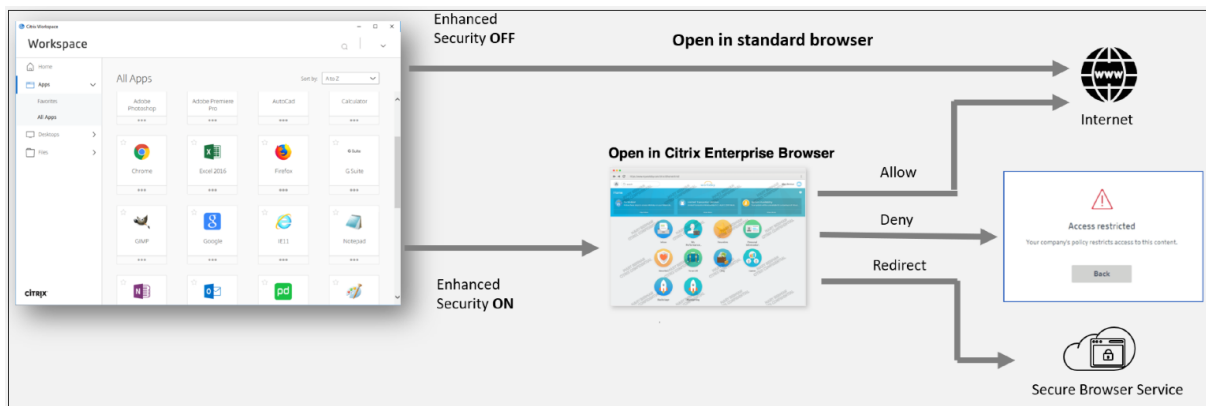 Citrix Workspace
Workspace
Home
Apps
Favorites
All Apps
Desktops
Files
citrix
All Apps
Sort by
A to Z
Adobe Photoshop
Adobe Premiere Pro
AutoCad
Calculator
Chrome
Excel 2016
Firefox
G Suite
G Suite
GIMP
Google
IE11
Notepad
Enhanced
Security OFF
Open in standard browser
www
Internet
Open in Citrix Enterprise Browser
Allow
Deny
Redirect
Access restricted
Your company's policy restricts access to this content.
Back
Enhanced
Security ON
Secure Browser Service